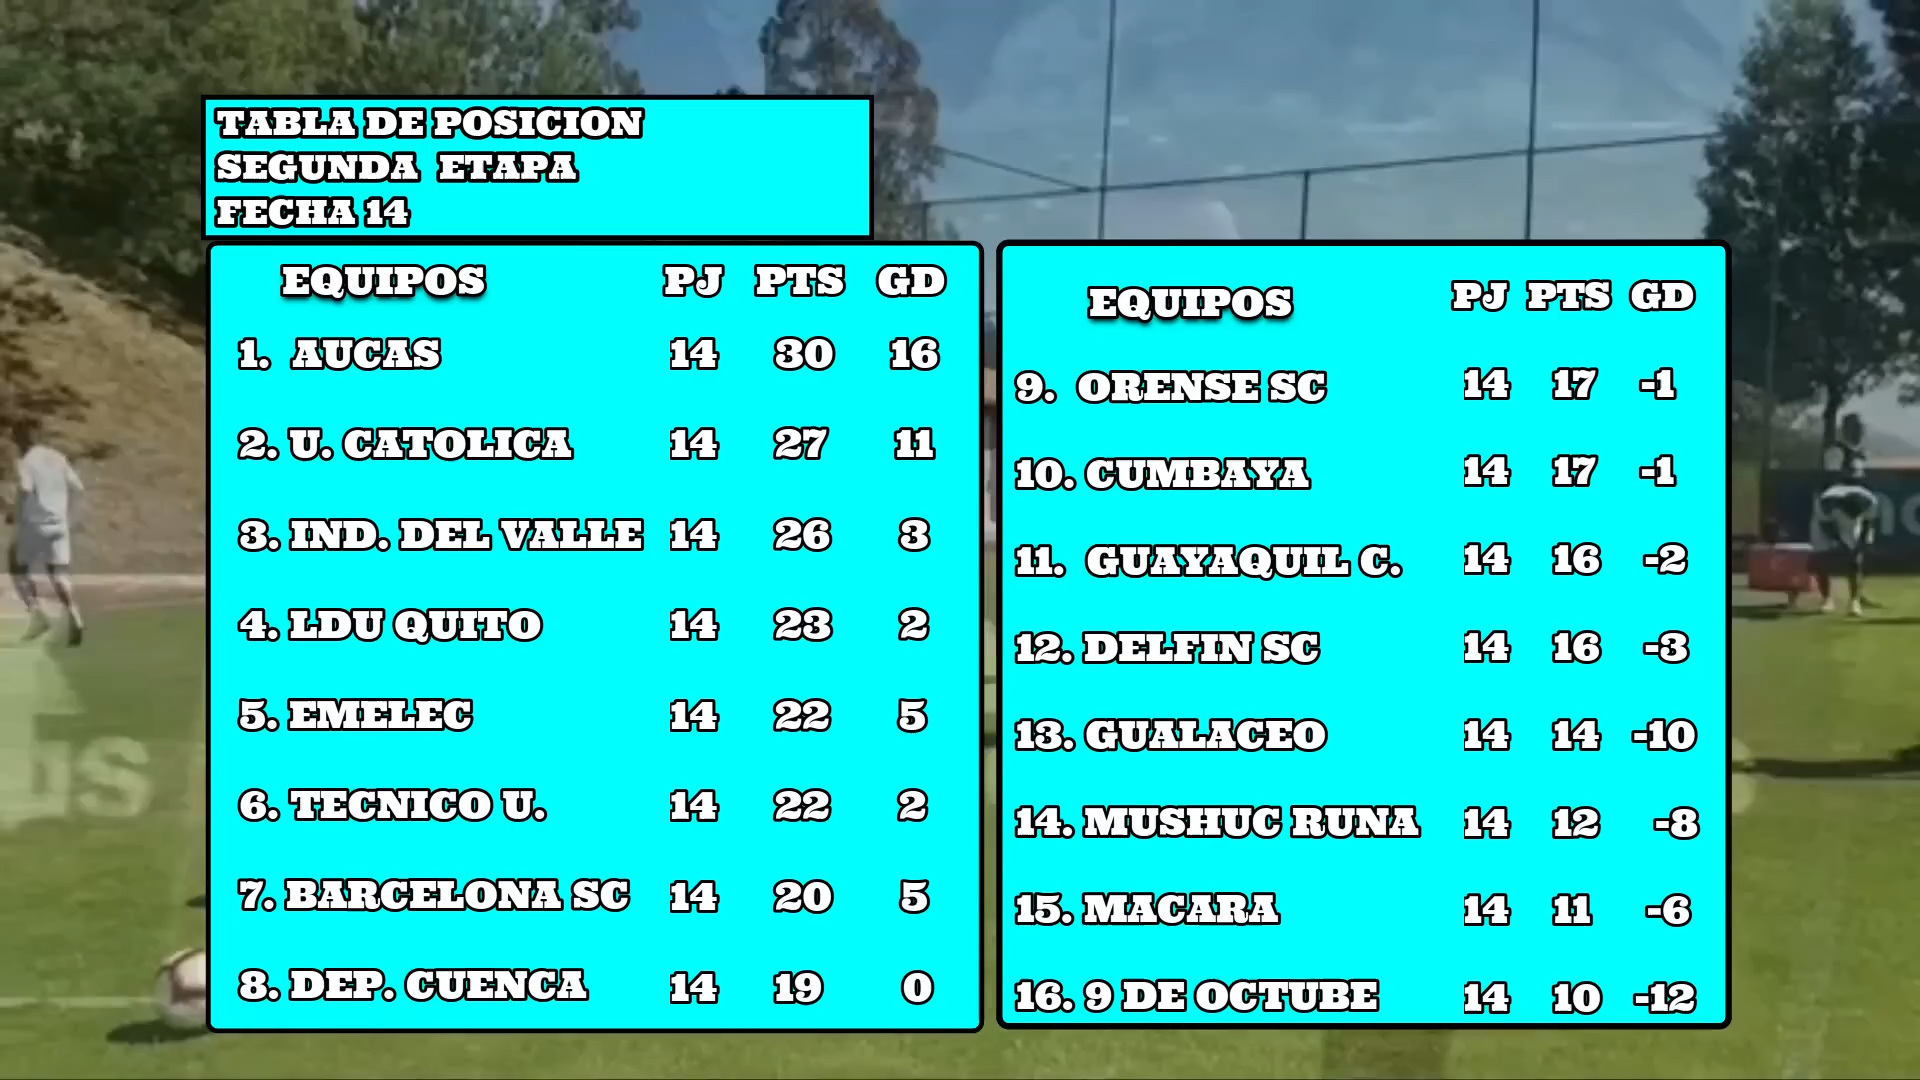 TABLA DE POSICION
SEGUNDA ETAPA
FECHA 14
EQUIPOS PJ PTS GD
1. AUCAS 14 30 16
2. U. CATOLICA 14 27 11
3. IND. DEL VALLE 14 26 3
4. LDU QUITO 14 23 2
5. EMELEC 14 22 5
6. TECNICO U. 14 22 2
7. BARCELONA SC 14 20 5
8. DEP. CUENCA 14 19 0
EQUIPOS PJ PTS GD
9. ORENSE SC 14 17 -1
10. CUMBAYA 14 17 -1
11. GUAYAQUIL C. 14 16 -2
12. DELFIN SC 14 16 -3
13. GUALACEO 14 14 -10
14. MUSHUC RUNA 14 12 -8
15. MACARA 14 11 -6
16. 9 DE OCTUBE 14 10 -12